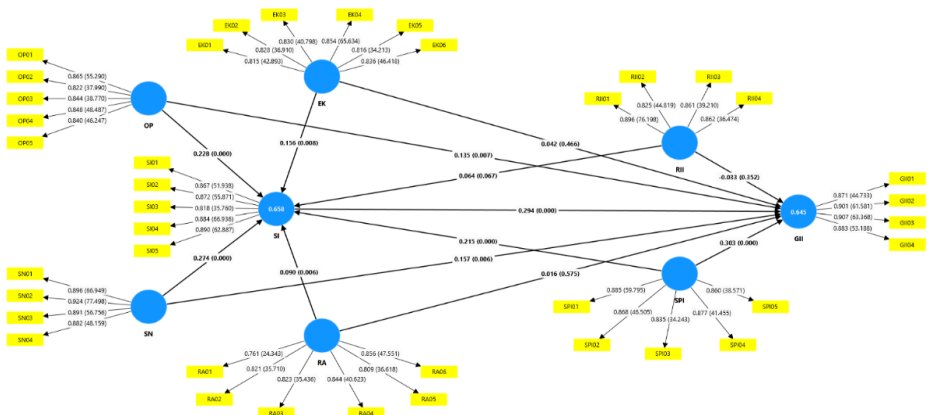 EK03
EK04
EK02
EK05
EK01
EK06
0.830 (40.798)
0.854 (65.634)
0.828 (36.910)
0.816 (34.213)
0.815 (42.893)
0.836 (46.418)
EK
OP01
OP02
OP03
OP04
OP05
0.865 (55.290)
0.822 (37.990)
0.844 (38.770)
0.848 (48.487)
0.840 (46.247)
OP
RII02
RII03
RII01
RII04
0.825 (44.819)
0.861 (39.210)
0.896 (76.198)
0.862 (36.474)
RII
0.156 (0.008)
0.135 (0.007)
0.042 (0.466)
0.228 (0.000)
0.064 (0.067)
-0.033 (0.352)
SI01
SI02
SI03
SI04
SI05
0.867 (51.938)
0.872 (55.871)
0.818 (35.760)
0.884 (66.938)
0.890 (62.887)
0.658
SI
0.294 (0.000)
0.645
GII
0.871 (44.733)
0.901 (61.581)
0.907 (63.368)
0.883 (53.188)
GII01
GII02
GII03
GII04
0.274 (0.000)
0.215 (0.000)
0.303 (0.000)
0.157 (0.006)
0.090 (0.006)
0.016 (0.575)
SN01
SN02
SN03
SN04
0.896 (66.949)
0.924 (77.498)
0.891 (56.756)
0.882 (48.159)
SN
SPI
0.885 (59.795)
0.860 (38.571)
0.868 (46.505)
0.877 (41.455)
0.835 (34.243)
SPI01
SPI05
SPI02
SPI04
SPI03
RA
0.761 (24.343)
0.856 (47.551)
0.821 (35.710)
0.809 (36.618)
0.823 (35.436)
0.844 (40.623)
RA01
RA06
RA02
RA05
RA03
RA04